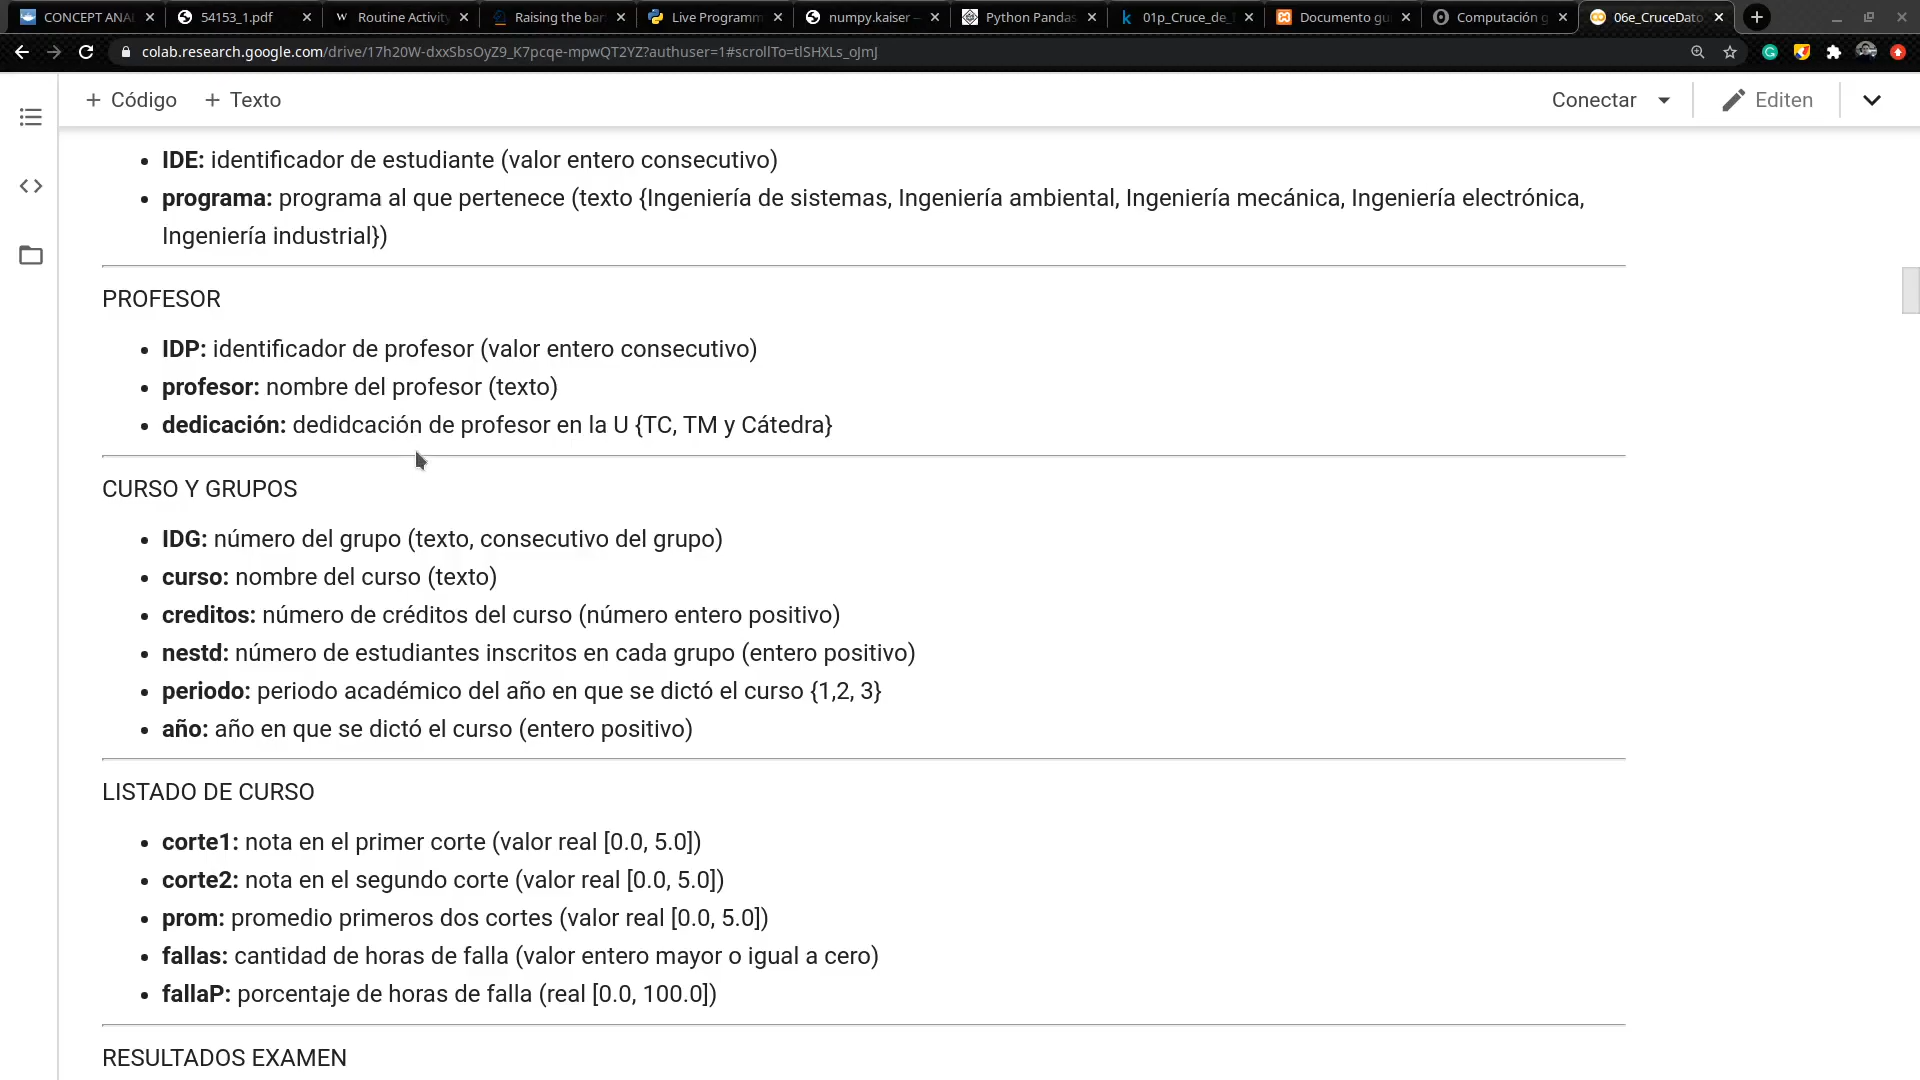 CONCEPT ANAL
54153_1.pdf
Routine Activity
Raising the bar
Live Programm
numpy.kaiser
Python Pandas
01p_Cruce_de_
Documento gu
Computación g
06e_CruceDato
colab.research.google.com/drive/17h20W-dxxSbsOyZ9_K7pcqe-mpwQT2YZ?authuser=1#scrollTo=tlSHXLs_oJmJ
+ Código + Texto
Conectar
Editen
• IDE: identificador de estudiante (valor entero consecutivo)
• programa: programa al que pertenece (texto {Ingeniería de sistemas, Ingeniería ambiental, Ingeniería mecánica, Ingeniería electrónica,
Ingeniería industrial})
PROFESOR
• IDP: identificador de profesor (valor entero consecutivo)
• profesor: nombre del profesor (texto)
• dedicación: dedidcación de profesor en la U {TC, TM y Cátedra}
CURSO Y GRUPOS
• IDG: número del grupo (texto, consecutivo del grupo)
• curso: nombre del curso (texto)
• creditos: número de créditos del curso (número entero positivo)
• nestd: número de estudiantes inscritos en cada grupo (entero positivo)
• periodo: periodo académico del año en que se dictó el curso {1,2, 3}
• año: año en que se dictó el curso (entero positivo)
LISTADO DE CURSO
• corte1: nota en el primer corte (valor real [0.0, 5.0])
• corte2: nota en el segundo corte (valor real [0.0, 5.0])
• prom: promedio primeros dos cortes (valor real [0.0, 5.0])
• fallas: cantidad de horas de falla (valor entero mayor o igual a cero)
• fallaP: porcentaje de horas de falla (real [0.0, 100.0])
RESULTADOS EXAMEN